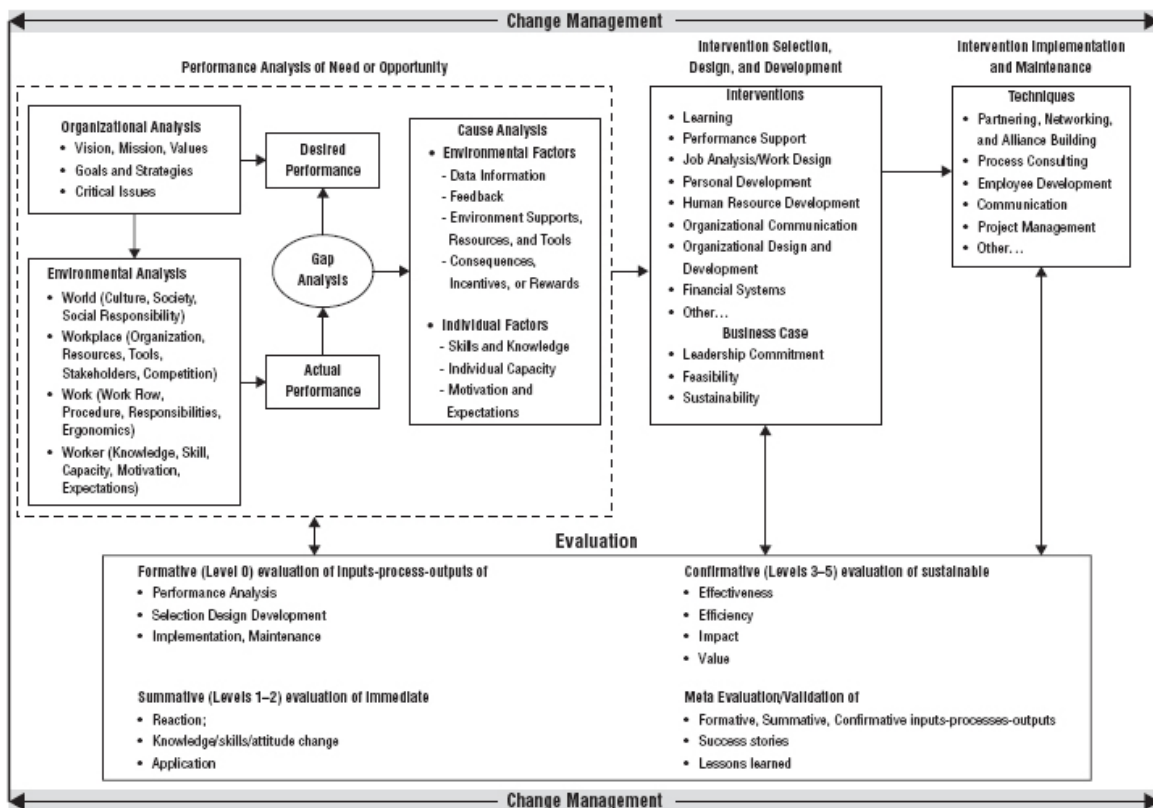 Change Management
Performance Analysis of Need or Opportunity
Organizational Analysis
• Vision, Mission, Values
• Goals and Strategies
• Critical Issues
Environmental Analysis
• World (Culture, Society,
Social Responsibility)
• Workplace (Organization,
Resources, Tools,
Stakeholders, Competition)
• Work (Work Flow,
Procedure, Responsibilities,
Ergonomics)
• Worker (Knowledge, Skill,
Capacity, Motivation,
Expectations)
Desired
Performance
Gap
Analysis
Actual
Performance
Cause Analysis
• Environmental Factors
- Data Information
- Feedback
- Environment Supports,
Resources, and Tools
- Consequences,
Incentives, or Rewards
• Individual Factors
- Skills and Knowledge
- Individual Capacity
- Motivation and
Expectations
Intervention Selection,
Design, and Development
Interventions
• Learning
• Performance Support
• Job Analysis/Work Design
• Personal Development
• Human Resource Development
• Organizational Communication
• Organizational Design and
Development
• Financial Systems
• Other...
Business Case
• Leadership Commitment
• Feasibility
• Sustainability
Intervention Implementation
and Maintenance
Techniques
• Partnering, Networking,
and Alliance Building
• Process Consulting
• Employee Development
• Communication
• Project Management
• Other...
Evaluation
Formative (Level 0) evaluation of inputs-process-outputs of
• Performance Analysis
• Selection Design Development
• Implementation, Maintenance
Summative (Levels 1–2) evaluation of immediate
• Reaction;
• Knowledge/skills/attitude change
• Application
Confirmative (Levels 3–5) evaluation of sustainable
• Effectiveness
• Efficiency
• Impact
• Value
Meta Evaluation/Validation of
• Formative, Summative, Confirmative inputs-processes-outputs
• Success stories
• Lessons learned
Change Management